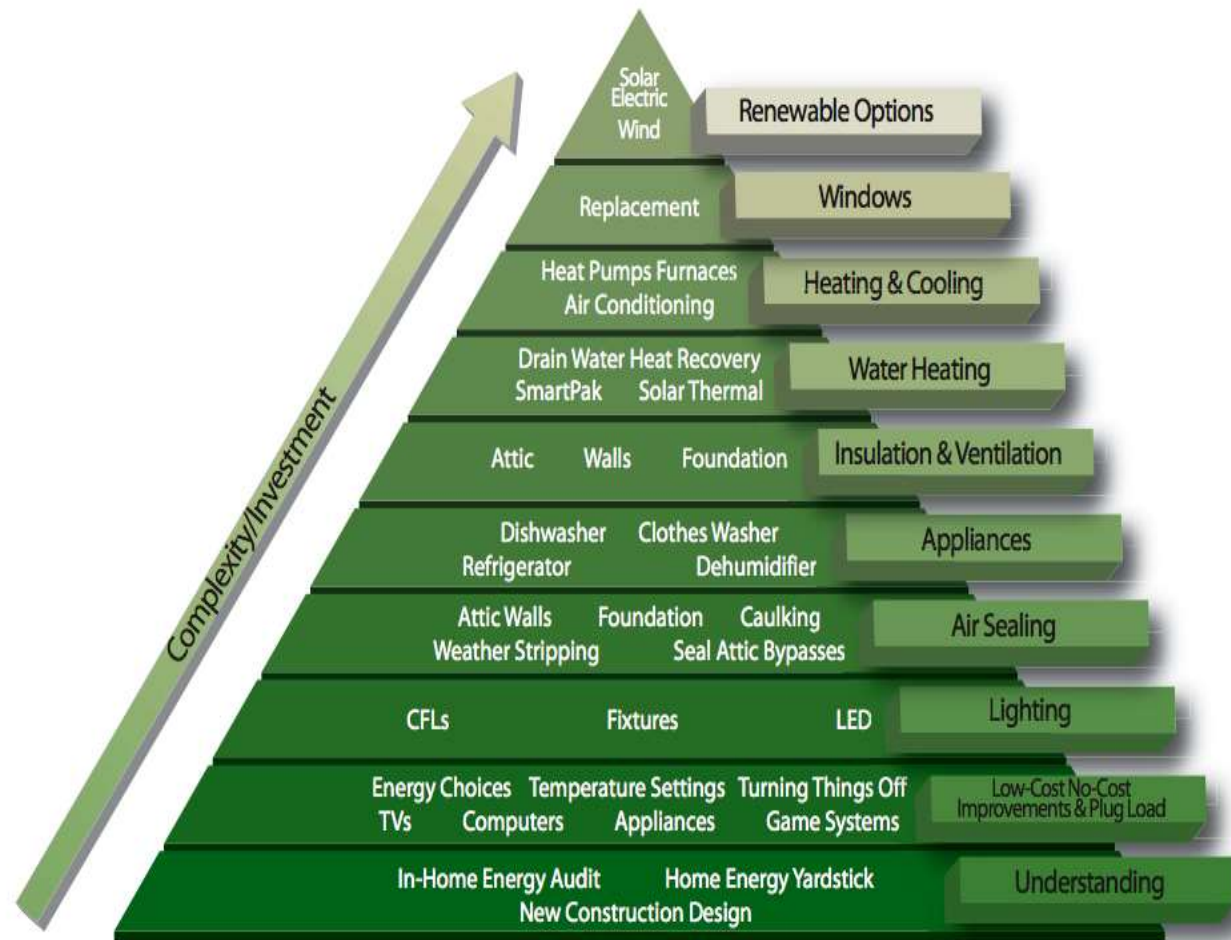 Solar
Electric
Wind
Renewable Options
Replacement
Windows
Heat Pumps Furnaces
Air Conditioning
Heating & Cooling
Drain Water Heat Recovery
SmartPak Solar Thermal
Water Heating
Attic Walls Foundation
Insulation & Ventilation
Dishwasher Clothes Washer
Refrigerator Dehumidifier
Appliances
Attic Walls Foundation Caulking
Weather Stripping Seal Attic Bypasses
Air Sealing
CFLs Fixtures LED
Lighting
Energy Choices Temperature Settings Turning Things Off
TVs Computers Appliances Game Systems
Low-Cost No-Cost
Improvements & Plug Load
In-Home Energy Audit Home Energy Yardstick
New Construction Design
Understanding
Complexity/Investment